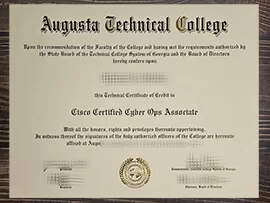 Augusta Technical College
Upon the recommendation of the Faculty of the College and having met the requirements authorized by
the State Board of the Technical College System of Georgia and the Board of Directors
hereby confers upon
this Technical Certificate of Credit in
Cisco Certified Cyber Ops Associate
With all the honors, rights and privileges thereunto appertaining.
In witness thereof the signatures of the duly authorized officers of the College are hereunto
affixed at Augu